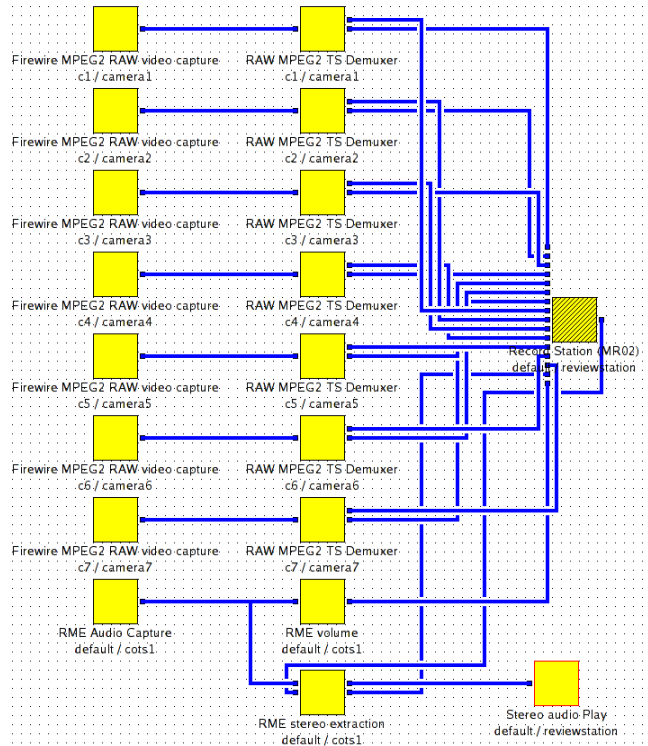 Firewire MPEG2 RAW video capture
c1 / camera1
RAW MPEG2 TS Demuxer
c1 / camera1
Firewire MPEG2 RAW video capture
c2 / camera2
RAW MPEG2 TS Demuxer
c2 / camera2
Firewire MPEG2 RAW video capture
c3 / camera3
RAW MPEG2 TS Demuxer
c3 / camera3
Firewire MPEG2 RAW video capture
c4 / camera4
RAW MPEG2 TS Demuxer
c4 / camera4
Record Station (MR02)
default / reviewstation
Firewire MPEG2 RAW video capture
c5 / camera5
RAW MPEG2 TS Demuxer
c5 / camera5
Firewire MPEG2 RAW video capture
c6 / camera6
RAW MPEG2 TS Demuxer
c6 / camera6
Firewire MPEG2 RAW video capture
c7 / camera7
RAW MPEG2 TS Demuxer
c7 / camera7
RME Audio Capture
default / cots1
RME volume
default / cots1
RME stereo extraction
default / cots1
Stereo audio Play
default / reviewstation